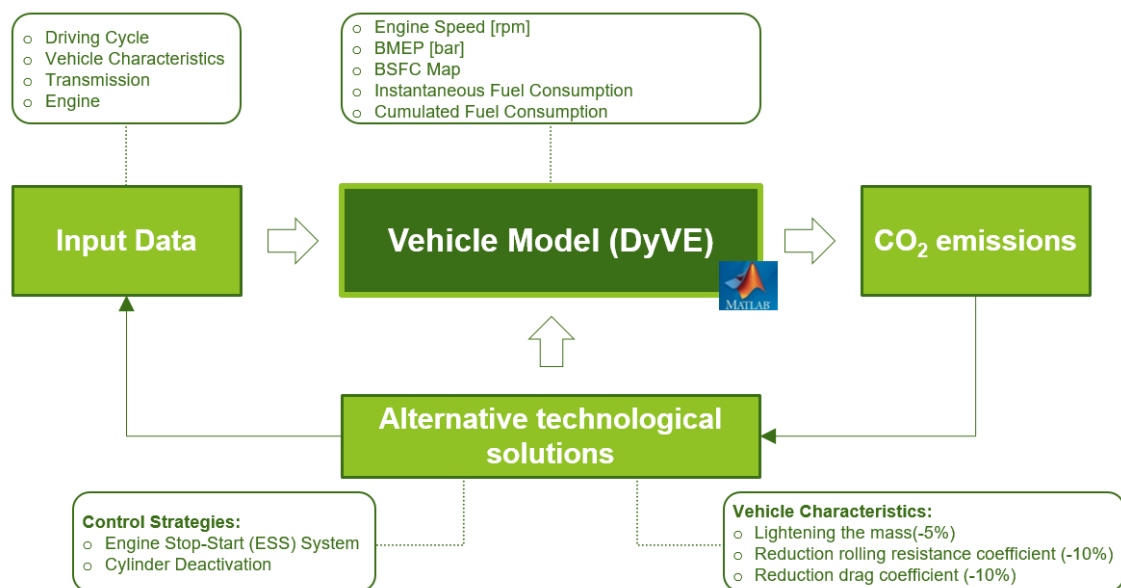 o Driving Cycle
o Vehicle Characteristics
o Transmission
o Engine
o Engine Speed [rpm]
o BMEP [bar]
o BSFC Map
o Instantaneous Fuel Consumption
o Cumulated Fuel Consumption
Input Data
Vehicle Model (DyVE)
MATLAB
CO₂ emissions
Alternative technological
solutions
Control Strategies:
o Engine Stop-Start (ESS) System
o Cylinder Deactivation
Vehicle Characteristics:
o Lightening the mass(-5%)
o Reduction rolling resistance coefficient (-10%)
o Reduction drag coefficient (-10%)